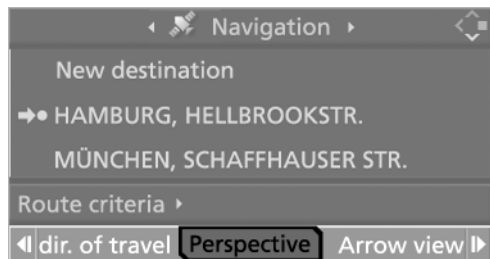 Navigation
New destination
HAMBURG, HELLBROOKSTR.
MÜNCHEN, SCHAFFHAUSER STR.
Route criteria
dir. of travel Perspective Arrow view